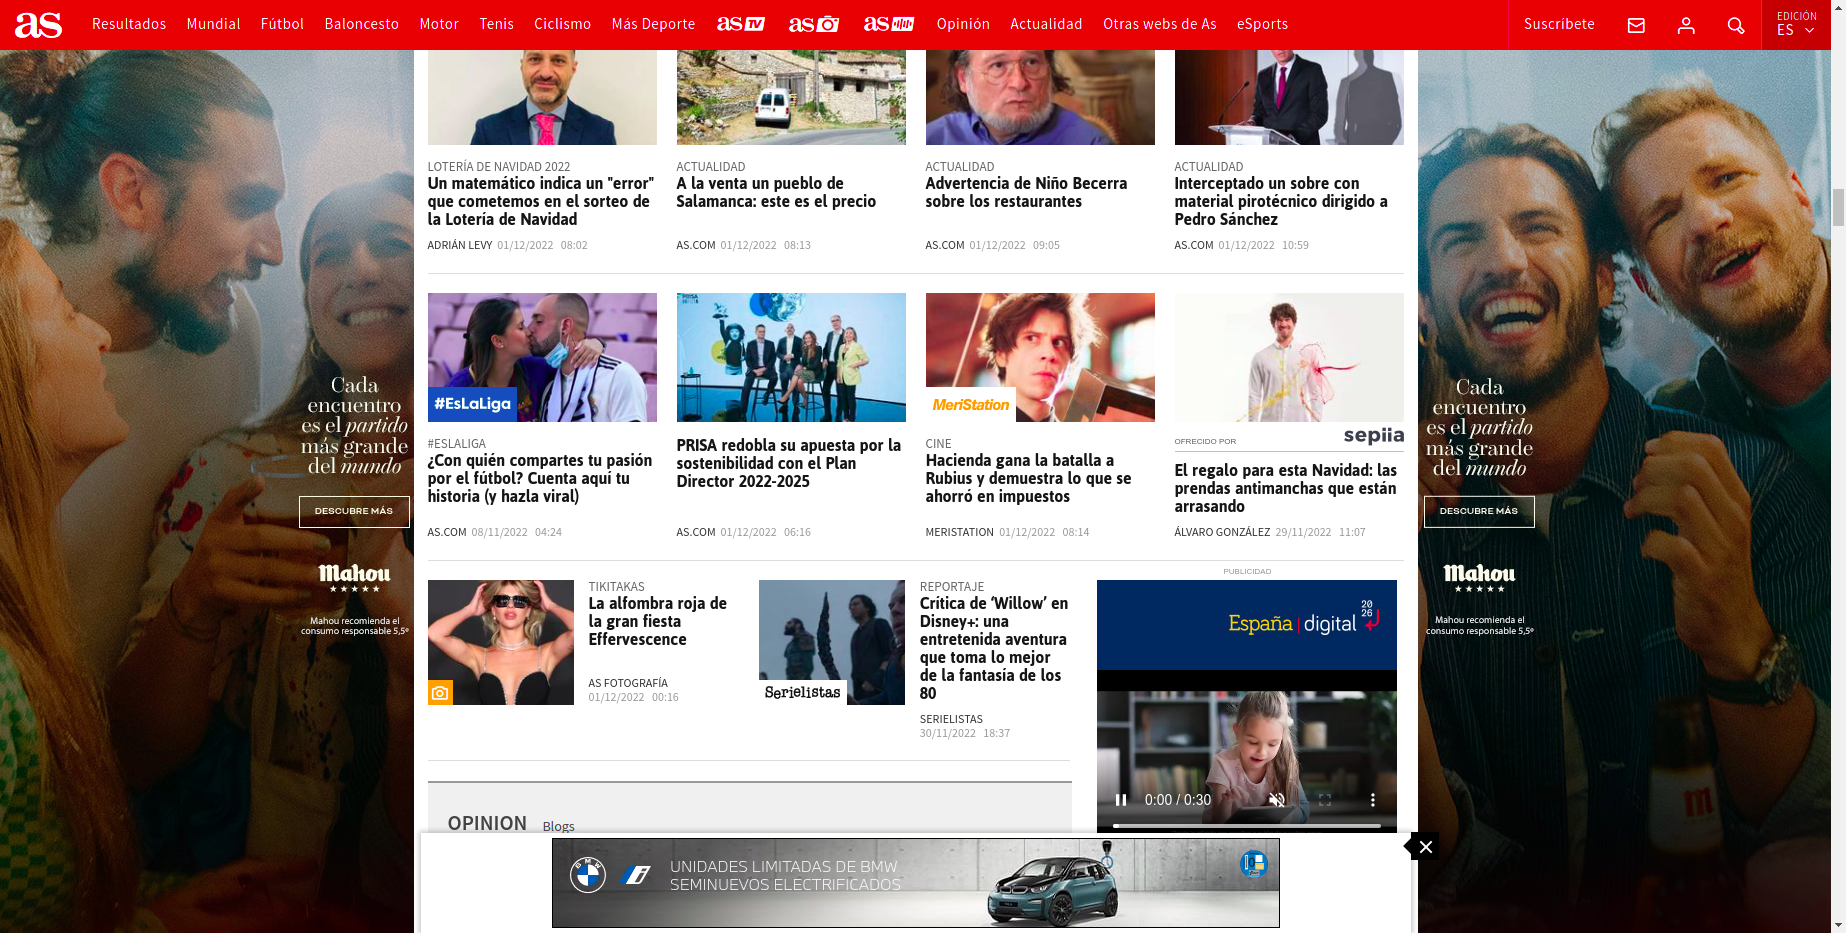 as
Resultados
Mundial
Fútbol
Baloncesto
Motor
Tenis
Ciclismo
Más Deporte
as TV
as
as
Opinión
Actualidad
Otras webs de As
eSports
Suscríbete
EDICIÓN
ES
LOTERÍA DE NAVIDAD 2022
Un matemático indica un "error"
que cometemos en el sorteo de
la Lotería de Navidad
ADRIÁN LEVY 01/12/2022 08:02
ACTUALIDAD
A la venta un pueblo de
Salamanca: este es el precio
AS.COM 01/12/2022 08:13
ACTUALIDAD
Advertencia de Niño Becerra
sobre los restaurantes
AS.COM 01/12/2022 09:05
ACTUALIDAD
Interceptado un sobre con
material pirotécnico dirigido a
Pedro Sánchez
AS.COM 01/12/2022 10:59
#EsLaLiga
#ESLALIGA
¿Con quién compartes tu pasión
por el fútbol? Cuenta aquí tu
historia (y hazla viral)
AS.COM 08/11/2022 04:24
PRISA redobla su apuesta por la
sostenibilidad con el Plan
Director 2022-2025
AS.COM 01/12/2022 06:16
MeriStation
CINE
Hacienda gana la batalla a
Rubius y demuestra lo que se
ahorró en impuestos
MERISTATION 01/12/2022 08:14
OFRECIDO POR
sepiia
El regalo para esta Navidad: las
prendas antimanchas que están
arrasando
ÁLVARO GONZÁLEZ 29/11/2022 11:07
TIKITAKAS
La alfombra roja de
la gran fiesta
Effervescence
AS FOTOGRAFÍA
01/12/2022 00:16
Serielistas
REPORTAJE
Crítica de ‘Willow’ en
Disney+: una
entretenida aventura
que toma lo mejor
de la fantasía de los
80
SERIELISTAS
30/11/2022 18:37
PUBLICIDAD
España | digital
20
26
0:00 / 0:30
OPINION
Blogs
BMW
i
UNIDADES LIMITADAS DE BMW
SEMINUEVOS ELECTRIFICADOS
Cada
encuentro
es el partido
más grande
del mundo
DESCUBRE MÁS
Mahou
Mahou recomienda el
consumo responsable 5,5º
Cada
encuentro
es el partido
más grande
del mundo
DESCUBRE MÁS
Mahou
Mahou recomienda el
consumo responsable 5,5º